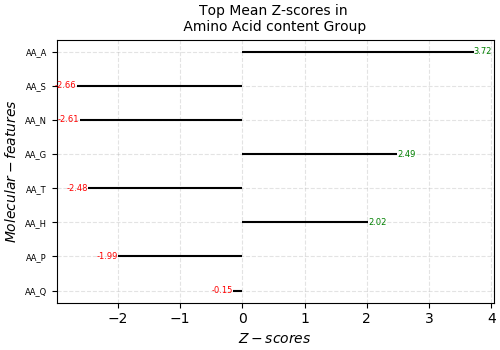 Top Mean Z-scores in
Amino Acid content Group
Molecular − features
AA_A
3.72
AA_S
-2.66
AA_N
-2.61
AA_G
2.49
AA_T
-2.48
AA_H
2.02
AA_P
-1.99
AA_Q
-0.15
−2 −1 0 1 2 3 4
Z − scores